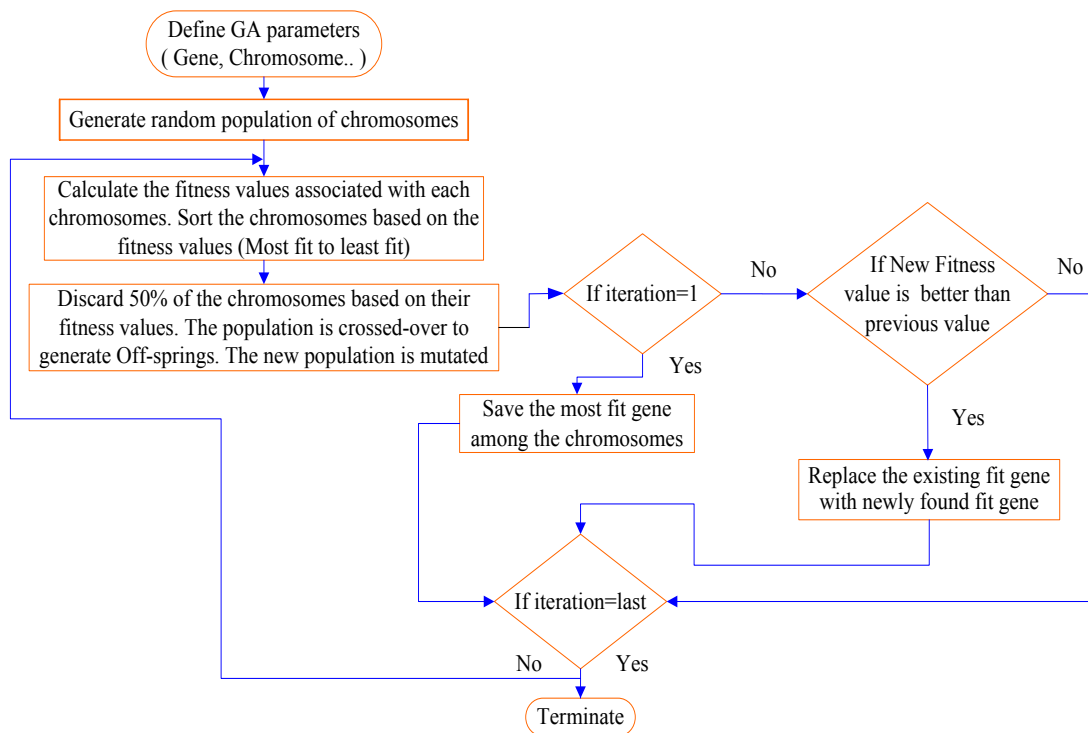 Define GA parameters
( Gene, Chromosome.. )
Generate random population of chromosomes
Calculate the fitness values associated with each
chromosomes. Sort the chromosomes based on the
fitness values (Most fit to least fit)
Discard 50% of the chromosomes based on their
fitness values. The population is crossed-over to
generate Off-springs. The new population is mutated
If iteration=1
No
Yes
If New Fitness
value is better than
previous value
No
Yes
Save the most fit gene
among the chromosomes
Replace the existing fit gene
with newly found fit gene
If iteration=last
No
Yes
Terminate